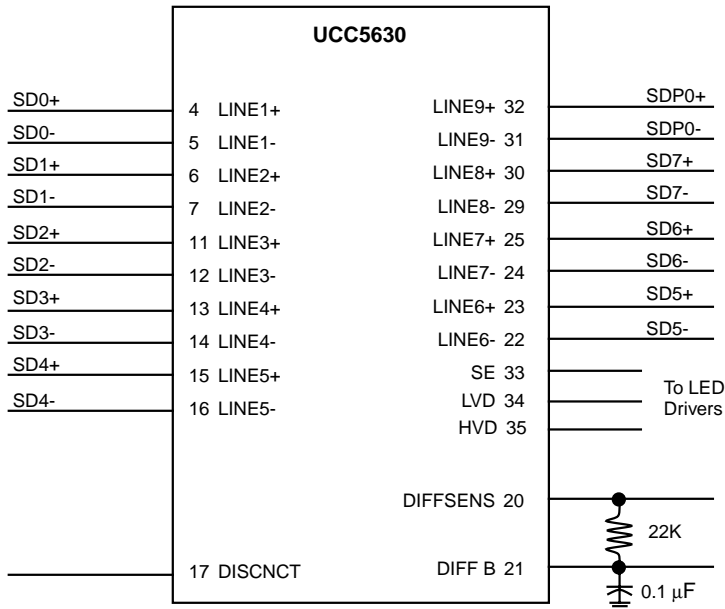 UCC5630
SD0+ 4 LINE1+ LINE9+ 32 SDP0+
SD0- 5 LINE1- LINE9- 31 SDP0-
SD1+ 6 LINE2+ LINE8+ 30 SD7+
SD1- 7 LINE2- LINE8- 29 SD7-
SD2+ 11 LINE3+ LINE7+ 25 SD6+
SD2- 12 LINE3- LINE7- 24 SD6-
SD3+ 13 LINE4+ LINE6+ 23 SD5+
SD3- 14 LINE4- LINE6- 22 SD5-
SD4+ 15 LINE5+ SE 33
SD4- 16 LINE5- LVD 34
HVD 35
To LED
Drivers
DIFFSENS 20
22K
17 DISCNCT DIFF B 21
0.1 μF